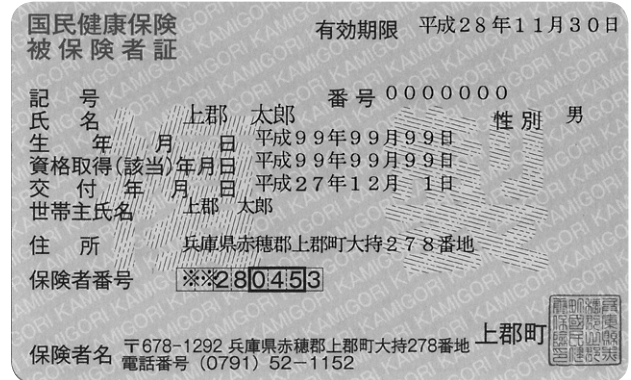 国民健康保険
被保険者証
有効期限 平成28年11月30日
記号 番号 0000000
氏名 上郡 太郎 性別 男
生年月日 平成99年99月99日
資格取得(該当)年月日 平成99年99月99日
交付年月日 平成27年12月 1日
世帯主氏名 上郡 太郎
住所 兵庫県赤穂郡上郡町大持278番地
保険者番号 ※※280453
保険者名 〒678-1292 兵庫県赤穂郡上郡町大持278番地 上郡町
電話番号 (0791) 52-1152
KAMIGORI